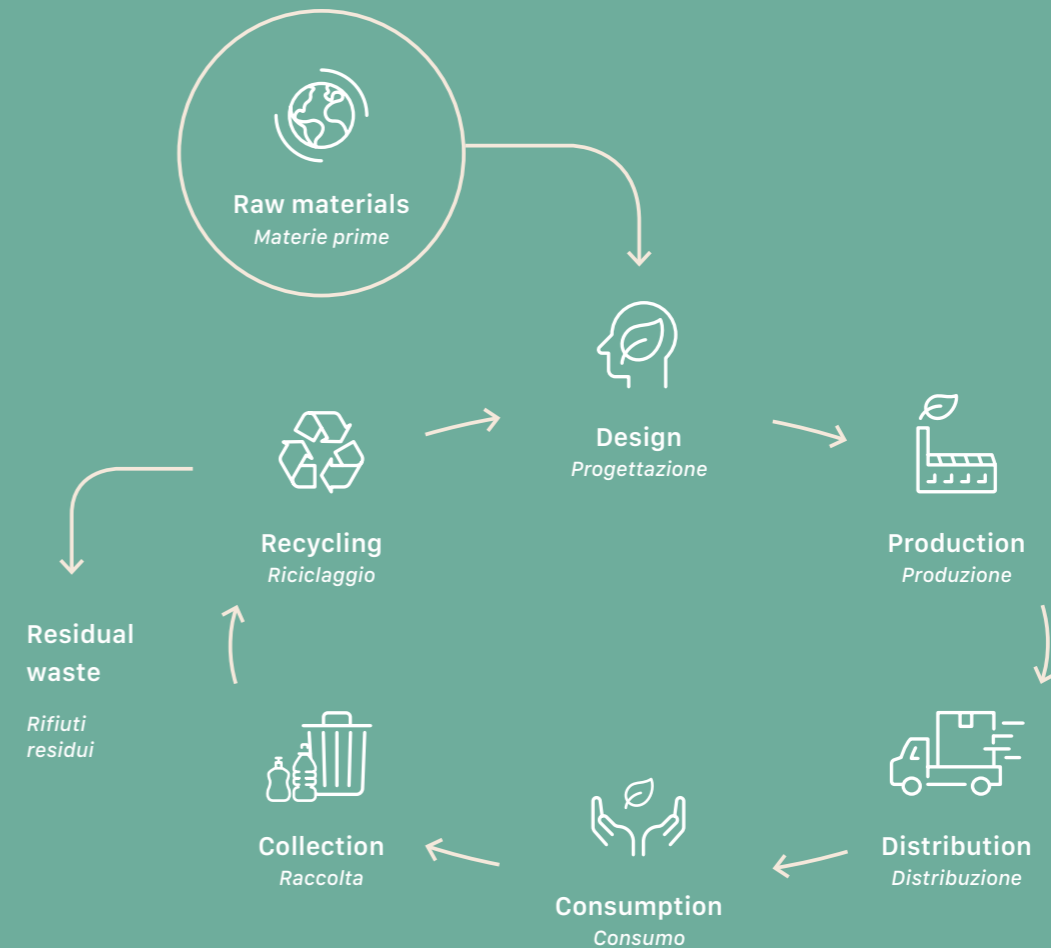 Raw materials
Materie prime
Design
Progettazione
Production
Produzione
Recycling
Riciclaggio
Residual
waste
Rifiuti
residui
Collection
Raccolta
Distribution
Distribuzione
Consumption
Consumo